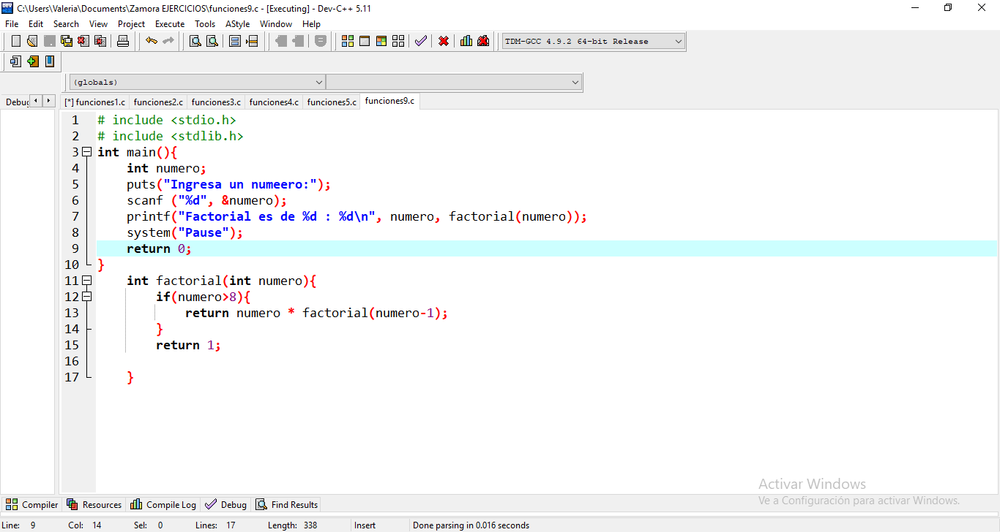 C:\Users\Valeria\Documents\Zamora EJERCICIOS\funciones9.c - [Executing] - Dev-C++ 5.11
File Edit Search View Project Execute Tools AStyle Window Help
TDM-GCC 4.9.2 64-bit Release
(globals)
Debug [*] funciones1.c funciones2.c funciones3.c funciones4.c funciones5.c funciones9.c
1 # include <stdio.h>
2 # include <stdlib.h>
3 int main(){
4 int numero;
5 puts("Ingresa un numeero:");
6 scanf ("%d", &numero);
7 printf("Factorial es de %d : %d\n", numero, factorial(numero));
8 system("Pause");
9 return 0;
10 }
11 int factorial(int numero){
12 if(numero>8){
13 return numero * factorial(numero-1);
14 }
15 return 1;
16
17 }
Activar Windows
Ve a Configuración para activar Windows.
Compiler Resources Compile Log Debug Find Results
Line: 9 Col: 14 Sel: 0 Lines: 17 Length: 338 Insert Done parsing in 0.016 seconds